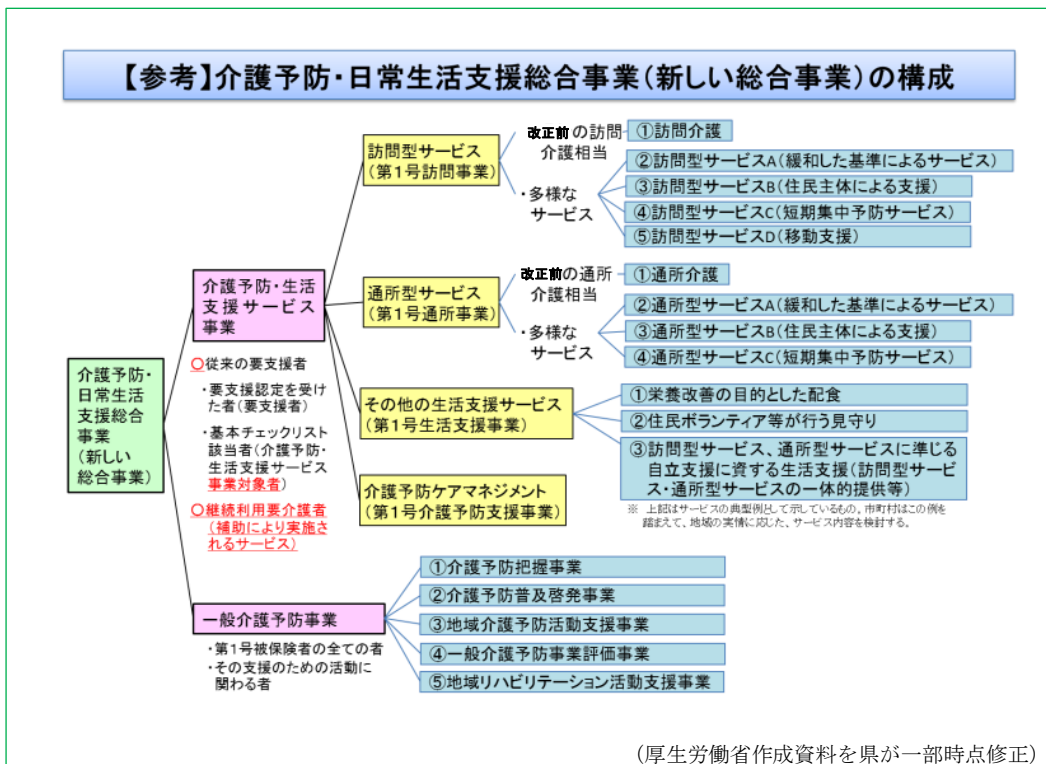 【参考】介護予防・日常生活支援総合事業(新しい総合事業)の構成
介護予防・
日常生活
支援総合
事業
(新しい
総合事業)
介護予防・生活
支援サービス
事業
〇従来の要支援者
・要支援認定を受け
た者(要支援者)
・基本チェックリスト
該当者(介護予防・
生活支援サービス
事業対象者)
〇継続利用要介護者
(補助により実施さ
れるサービス)
訪問型サービス
(第1号訪問事業)
改正前の訪問
介護相当
①訪問介護
・多様な
サービス
②訪問型サービスA(緩和した基準によるサービス)
③訪問型サービスB(住民主体による支援)
④訪問型サービスC(短期集中予防サービス)
⑤訪問型サービスD(移動支援)
通所型サービス
(第1号通所事業)
改正前の通所
介護相当
①通所介護
・多様な
サービス
②通所型サービスA(緩和した基準によるサービス)
③通所型サービスB(住民主体による支援)
④通所型サービスC(短期集中予防サービス)
その他の生活支援サービス
(第1号生活支援事業)
①栄養改善の目的とした配食
②住民ボランティア等が行う見守り
③訪問型サービス、通所型サービスに準じる
自立支援に資する生活支援(訪問型サービ
ス・通所型サービスの一体的提供等)
※ 上記はサービスの典型例として示しているもの。市町村はこの例を
踏まえて、地域の実情に応じた、サービス内容を検討する。
介護予防ケアマネジメント
(第1号介護予防支援事業)
一般介護予防事業
・第1号被保険者の全ての者
・その支援のための活動に
関わる者
①介護予防把握事業
②介護予防普及啓発事業
③地域介護予防活動支援事業
④一般介護予防事業評価事業
⑤地域リハビリテーション活動支援事業
(厚生労働省作成資料を県が一部時点修正)